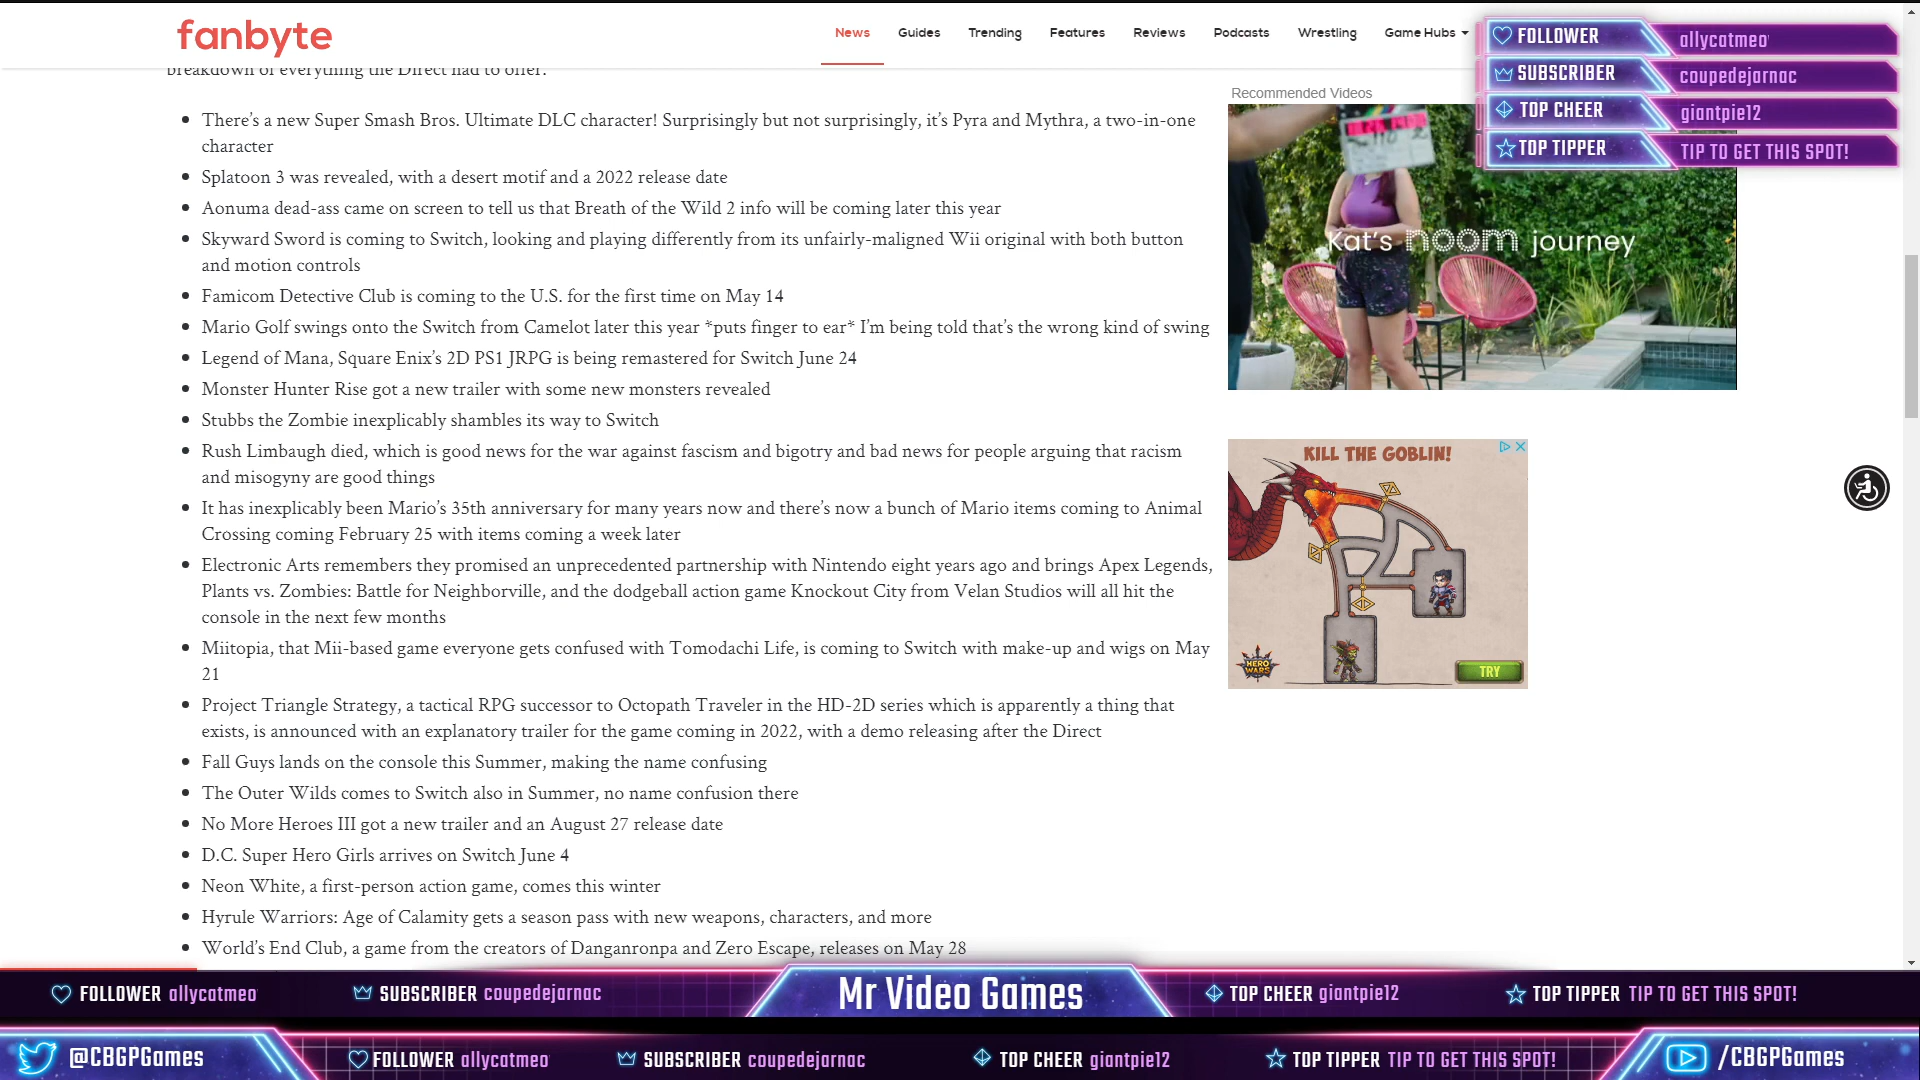 fanbyte
News Guides Trending Features Reviews Podcasts Wrestling Game Hubs
FOLLOWER allycatmeo
SUBSCRIBER coupedejarnac
TOP CHEER giantpie12
TOP TIPPER TIP TO GET THIS SPOT!
breakdown of everything the Direct had to offer:
There’s a new Super Smash Bros. Ultimate DLC character! Surprisingly but not surprisingly, it’s Pyra and Mythra, a two-in-one
character
Splatoon 3 was revealed, with a desert motif and a 2022 release date
Aonuma dead-ass came on screen to tell us that Breath of the Wild 2 info will be coming later this year
Skyward Sword is coming to Switch, looking and playing differently from its unfairly-maligned Wii original with both button
and motion controls
Famicom Detective Club is coming to the U.S. for the first time on May 14
Mario Golf swings onto the Switch from Camelot later this year *puts finger to ear* I’m being told that’s the wrong kind of swing
Legend of Mana, Square Enix’s 2D PS1 JRPG is being remastered for Switch June 24
Monster Hunter Rise got a new trailer with some new monsters revealed
Stubbs the Zombie inexplicably shambles its way to Switch
Rush Limbaugh died, which is good news for the war against fascism and bigotry and bad news for people arguing that racism
and misogyny are good things
It has inexplicably been Mario’s 35th anniversary for many years now and there’s now a bunch of Mario items coming to Animal
Crossing coming February 25 with items coming a week later
Electronic Arts remembers they promised an unprecedented partnership with Nintendo eight years ago and brings Apex Legends,
Plants vs. Zombies: Battle for Neighborville, and the dodgeball action game Knockout City from Velan Studios will all hit the
console in the next few months
Miitopia, that Mii-based game everyone gets confused with Tomodachi Life, is coming to Switch with make-up and wigs on May
21
Project Triangle Strategy, a tactical RPG successor to Octopath Traveler in the HD-2D series which is apparently a thing that
exists, is announced with an explanatory trailer for the game coming in 2022, with a demo releasing after the Direct
Fall Guys lands on the console this Summer, making the name confusing
The Outer Wilds comes to Switch also in Summer, no name confusion there
No More Heroes III got a new trailer and an August 27 release date
D.C. Super Hero Girls arrives on Switch June 4
Neon White, a first-person action game, comes this winter
Hyrule Warriors: Age of Calamity gets a season pass with new weapons, characters, and more
World’s End Club, a game from the creators of Danganronpa and Zero Escape, releases on May 28
Recommended Videos
Kat's noom journey
KILL THE GOBLIN!
HERO
WARS
TRY
FOLLOWER allycatmeo SUBSCRIBER coupedejarnac Mr Video Games TOP CHEER giantpie12 TOP TIPPER TIP TO GET THIS SPOT!
@CBGPGames FOLLOWER allycatmeo SUBSCRIBER coupedejarnac TOP CHEER giantpie12 TOP TIPPER TIP TO GET THIS SPOT! /CBGPGames